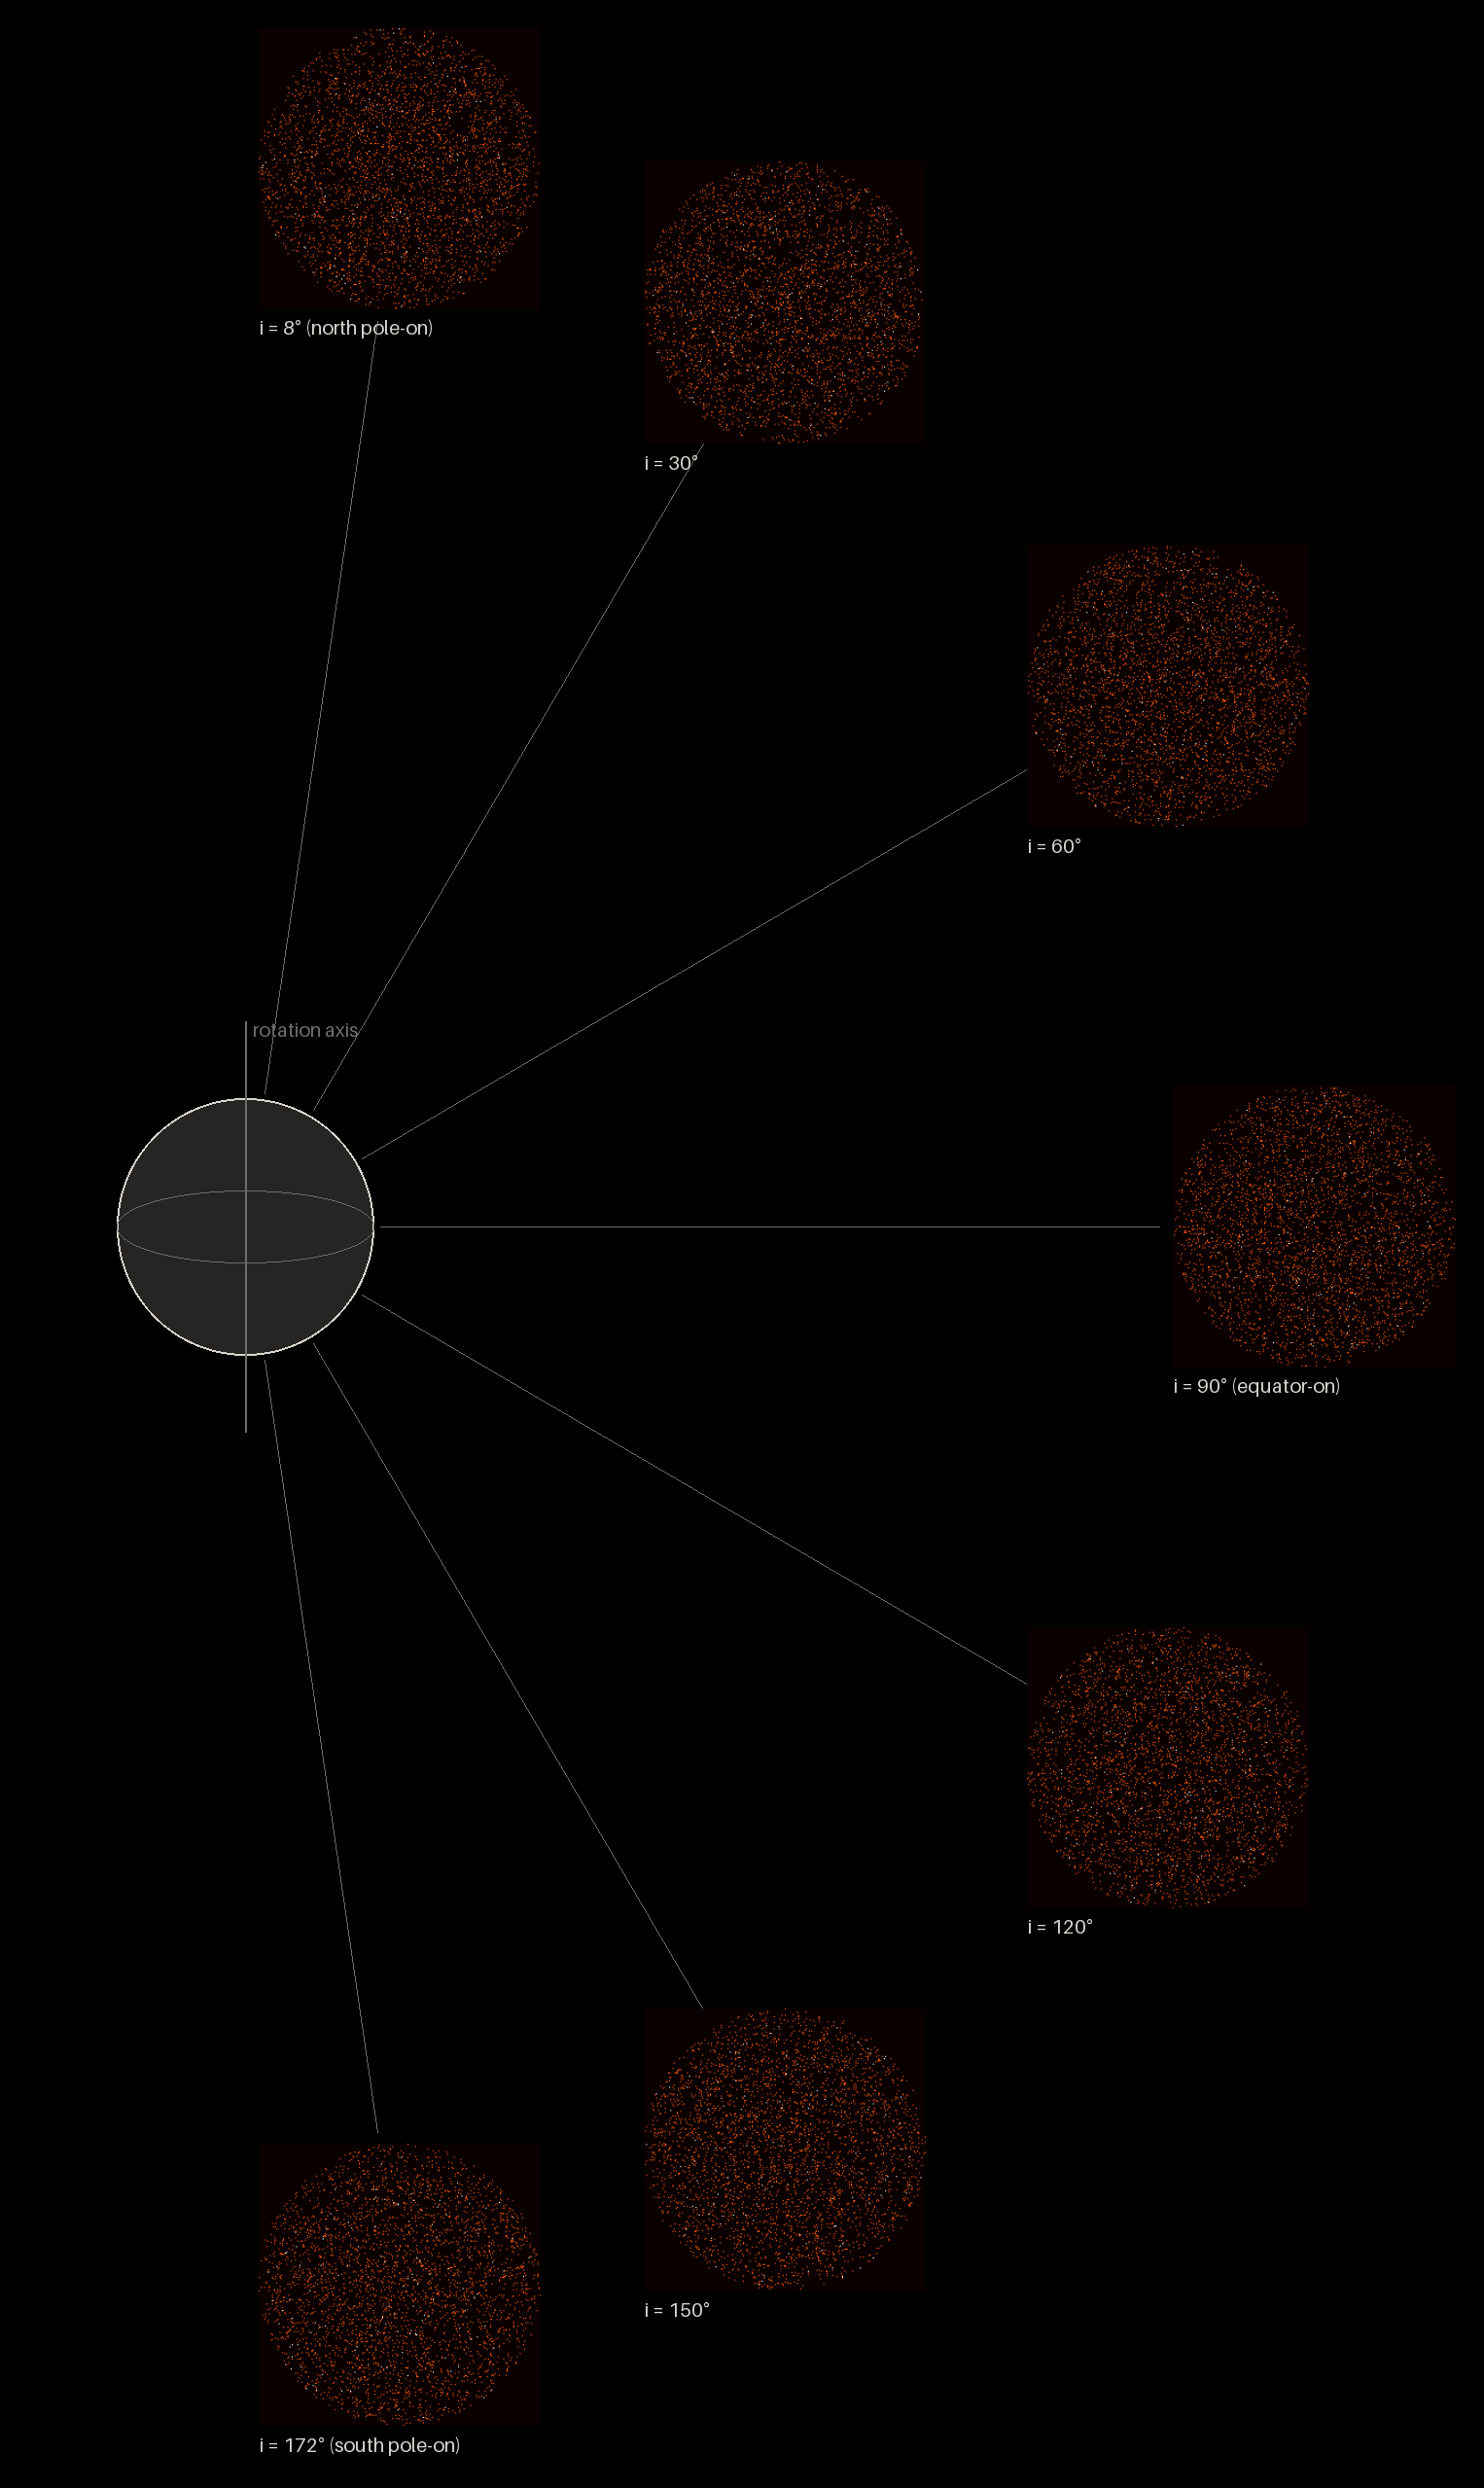 i = 8° (north pole-on)
i = 30°
i = 60°
rotation axis
i = 90° (equator-on)
i = 120°
i = 150°
i = 172° (south pole-on)